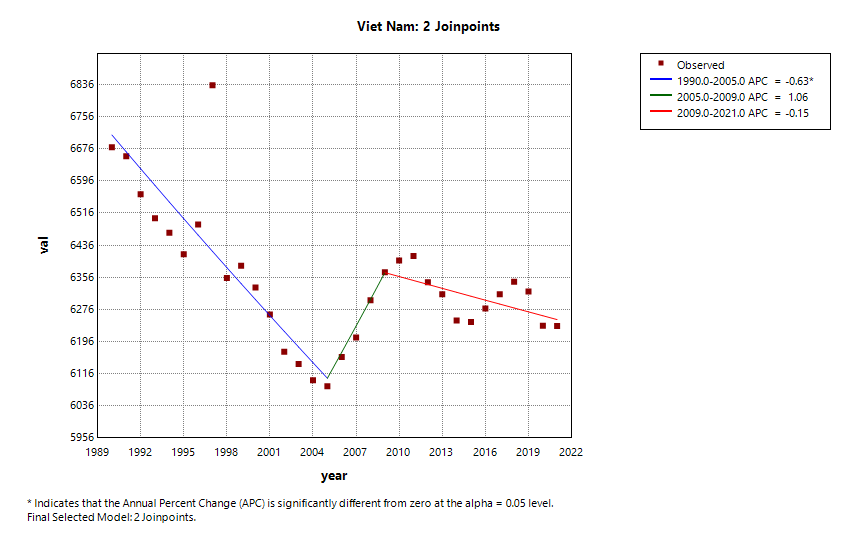 Viet Nam: 2 Joinpoints
Observed
1990.0-2005.0 APC = -0.63*
2005.0-2009.0 APC = 1.06
2009.0-2021.0 APC = -0.15
6836
6756
6676
6596
6516
6436
6356
6276
6196
6116
6036
5956
val
1989 1992 1995 1998 2001 2004 2007 2010 2013 2016 2019 2022
year
* Indicates that the Annual Percent Change (APC) is significantly different from zero at the alpha = 0.05 level.
Final Selected Model: 2 Joinpoints.